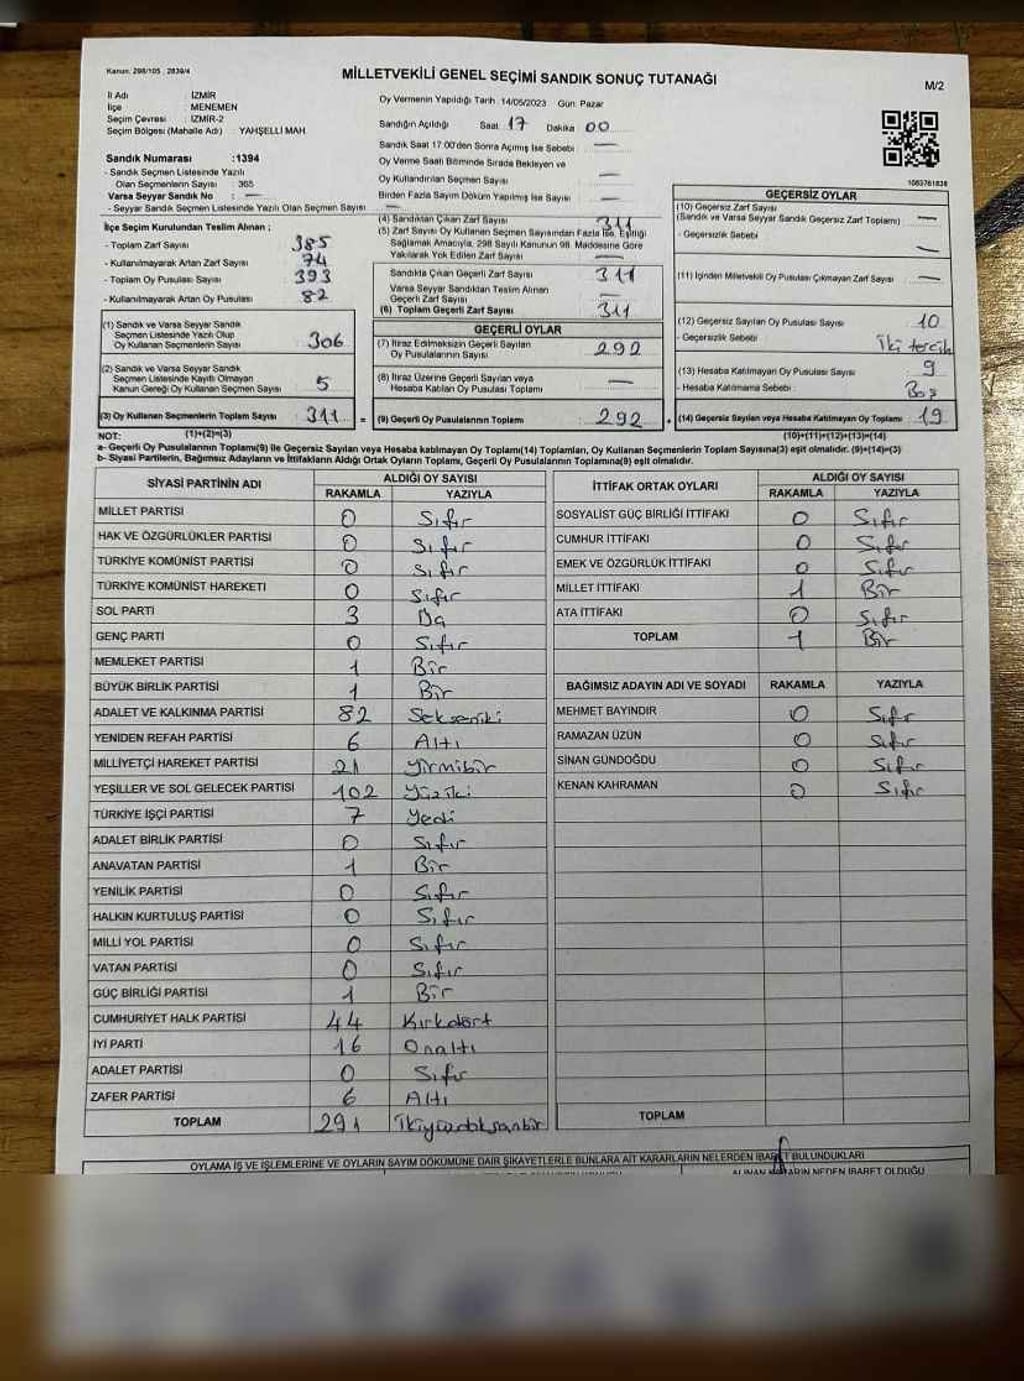 Kanun: 298/105 : 2839/4
MİLLETVEKİLİ GENEL SEÇİMİ SANDIK SONUÇ TUTANAĞI
M/2
İl Adı : İZMİR
İlçe : MENEMEN
Seçim Çevresi : İZMİR-2
Seçim Bölgesi (Mahalle Adı) : YAHŞELLİ MAH.
Oy Vermenin Yapıldığı Tarih : 14/05/2023 Gün: Pazar
Sandığın Açıldığı Saat 17 Dakika 00
Sandık Saat 17:00'den Sonra Açılmış İse Sebebi —
Oy Verme Saati Bitiminde Sırada Bekleyen ve
Oy Kullandırılan Seçmen Sayısı —
Birden Fazla Sayım Döküm Yapılmış İse Sayısı —
Sandık Numarası :1394
- Sandık Seçmen Listesinde Yazılı
Olan Seçmenlerin Sayısı : 365
Varsa Seyyar Sandık No : —
- Seyyar Sandık Seçmen Listesinde Yazılı Olan Seçmen Sayısı —
İlçe Seçim Kurulundan Teslim Alınan ;
- Toplam Zarf Sayısı 385
- Kullanılmayarak Artan Zarf Sayısı 74
- Toplam Oy Pusulası Sayısı 393
- Kullanılmayarak Artan Oy Pusulası 82
(1) Sandık ve Varsa Seyyar Sandık
Seçmen Listesinde Yazılı Olup
Oy Kullanan Seçmenlerin Sayısı : 306
(2) Sandık ve Varsa Seyyar Sandık
Seçmen Listesinde Kayıtlı Olmayan
Kanun Gereği Oy Kullanan Seçmen Sayısı : 5
(3) Oy Kullanan Seçmenlerin Toplam Sayısı : 311 =
(1)+(2)=(3)
(4) Sandıktan Çıkan Zarf Sayısı 311
(5) Zarf Sayısı Oy Kullanan Seçmen Sayısından Fazla İse, Eşitliği
Sağlamak Amacıyla, 298 Sayılı Kanunun 98. Maddesine Göre
Yakılarak Yok Edilen Zarf Sayısı —
Sandıkta Çıkan Geçerli Zarf Sayısı 311
Varsa Seyyar Sandıktan Teslim Alınan
Geçerli Zarf Sayısı —
(6) Toplam Geçerli Zarf Sayısı 311
GEÇERLİ OYLAR
(7) İtiraz Edilmeksizin Geçerli Sayılan
Oy Pusulalarının Sayısı 292
(8) İtiraz Üzerine Geçerli Sayılan veya
Hesaba Katılan Oy Pusulası Toplamı —
(9) Geçerli Oy Pusulalarının Toplamı 292 +
GEÇERSİZ OYLAR
1063761838
(10) Geçersiz Zarf Sayısı
(Sandık ve Varsa Seyyar Sandık Geçersiz Zarf Toplamı) —
- Geçersizlik Sebebi —
(11) İçinden Milletvekili Oy Pusulası Çıkmayan Zarf Sayısı —
(12) Geçersiz Sayılan Oy Pusulası Sayısı 10
- Geçersizlik Sebebi : İki tercih
(13) Hesaba Katılmayan Oy Pusulası Sayısı 9
- Hesaba Katılmama Sebebi : Boş
(14) Geçersiz Sayılan veya Hesaba Katılmayan Oy Toplamı 19
(10)+(11)+(12)+(13)=(14)
NOT:
a- Geçerli Oy Pusulalarının Toplamı(9) ile Geçersiz Sayılan veya Hesaba katılmayan Oy Toplamı(14) Toplamları, Oy Kullanan Seçmenlerin Toplam Sayısına(3) eşit olmalıdır. (9)+(14)=(3)
b- Siyasi Partilerin, Bağımsız Adayların ve İttifakların Aldığı Ortak Oyların Toplamı, Geçerli Oy Pusulalarının Toplamına(9) eşit olmalıdır.
SİYASİ PARTİNİN ADI ALDIĞI OY SAYISI
RAKAMLA YAZIYLA
MİLLET PARTİSİ 0 Sıfır
HAK VE ÖZGÜRLÜKLER PARTİSİ 0 Sıfır
TÜRKİYE KOMÜNİST PARTİSİ 0 Sıfır
TÜRKİYE KOMÜNİST HAREKETİ 0 Sıfır
SOL PARTİ 3 Üç
GENÇ PARTİ 0 Sıfır
MEMLEKET PARTİSİ 1 Bir
BÜYÜK BİRLİK PARTİSİ 1 Bir
ADALET VE KALKINMA PARTİSİ 82 Sekseniki
YENİDEN REFAH PARTİSİ 6 Altı
MİLLİYETÇİ HAREKET PARTİSİ 21 Yirmibir
YEŞİLLER VE SOL GELECEK PARTİSİ 102 Yüziki
TÜRKİYE İŞÇİ PARTİSİ 7 Yedi
ADALET BİRLİK PARTİSİ 0 Sıfır
ANAVATAN PARTİSİ 1 Bir
YENİLİK PARTİSİ 0 Sıfır
HALKIN KURTULUŞ PARTİSİ 0 Sıfır
MİLLİ YOL PARTİSİ 0 Sıfır
VATAN PARTİSİ 0 Sıfır
GÜÇ BİRLİĞİ PARTİSİ 1 Bir
CUMHURİYET HALK PARTİSİ 44 Kırkdört
İYİ PARTİ 16 Onaltı
ADALET PARTİSİ 0 Sıfır
ZAFER PARTİSİ 6 Altı
TOPLAM 291 İkiyüzdoksanbir
İTTİFAK ORTAK OYLARI ALDIĞI OY SAYISI
RAKAMLA YAZIYLA
SOSYALİST GÜÇ BİRLİĞİ İTTİFAKI 0 Sıfır
CUMHUR İTTİFAKI 0 Sıfır
EMEK VE ÖZGÜRLÜK İTTİFAKI 0 Sıfır
MİLLET İTTİFAKI 1 Bir
ATA İTTİFAKI 0 Sıfır
TOPLAM 1 Bir
BAĞIMSIZ ADAYIN ADI VE SOYADI RAKAMLA YAZIYLA
MEHMET BAYINDIR 0 Sıfır
RAMAZAN ÜZÜN 0 Sıfır
SİNAN GÜNDOĞDU 0 Sıfır
KENAN KAHRAMAN 0 Sıfır
TOPLAM
OYLAMA İŞ VE İŞLEMLERİNE VE OYLARIN SAYIM DÖKÜMÜNE DAİR ŞİKAYETLERLE BUNLARA AİT KARARLARIN NELERDEN İBARET BULUNDUKLARI
NEDEN İBARET OLDUĞU